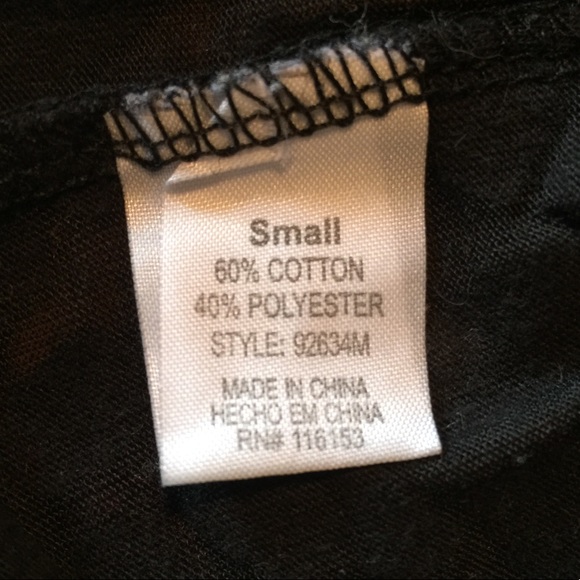 Small
60% COTTON
40% POLYESTER
STYLE: 92634M
MADE IN CHINA
HECHO EM CHINA
RN# 116153